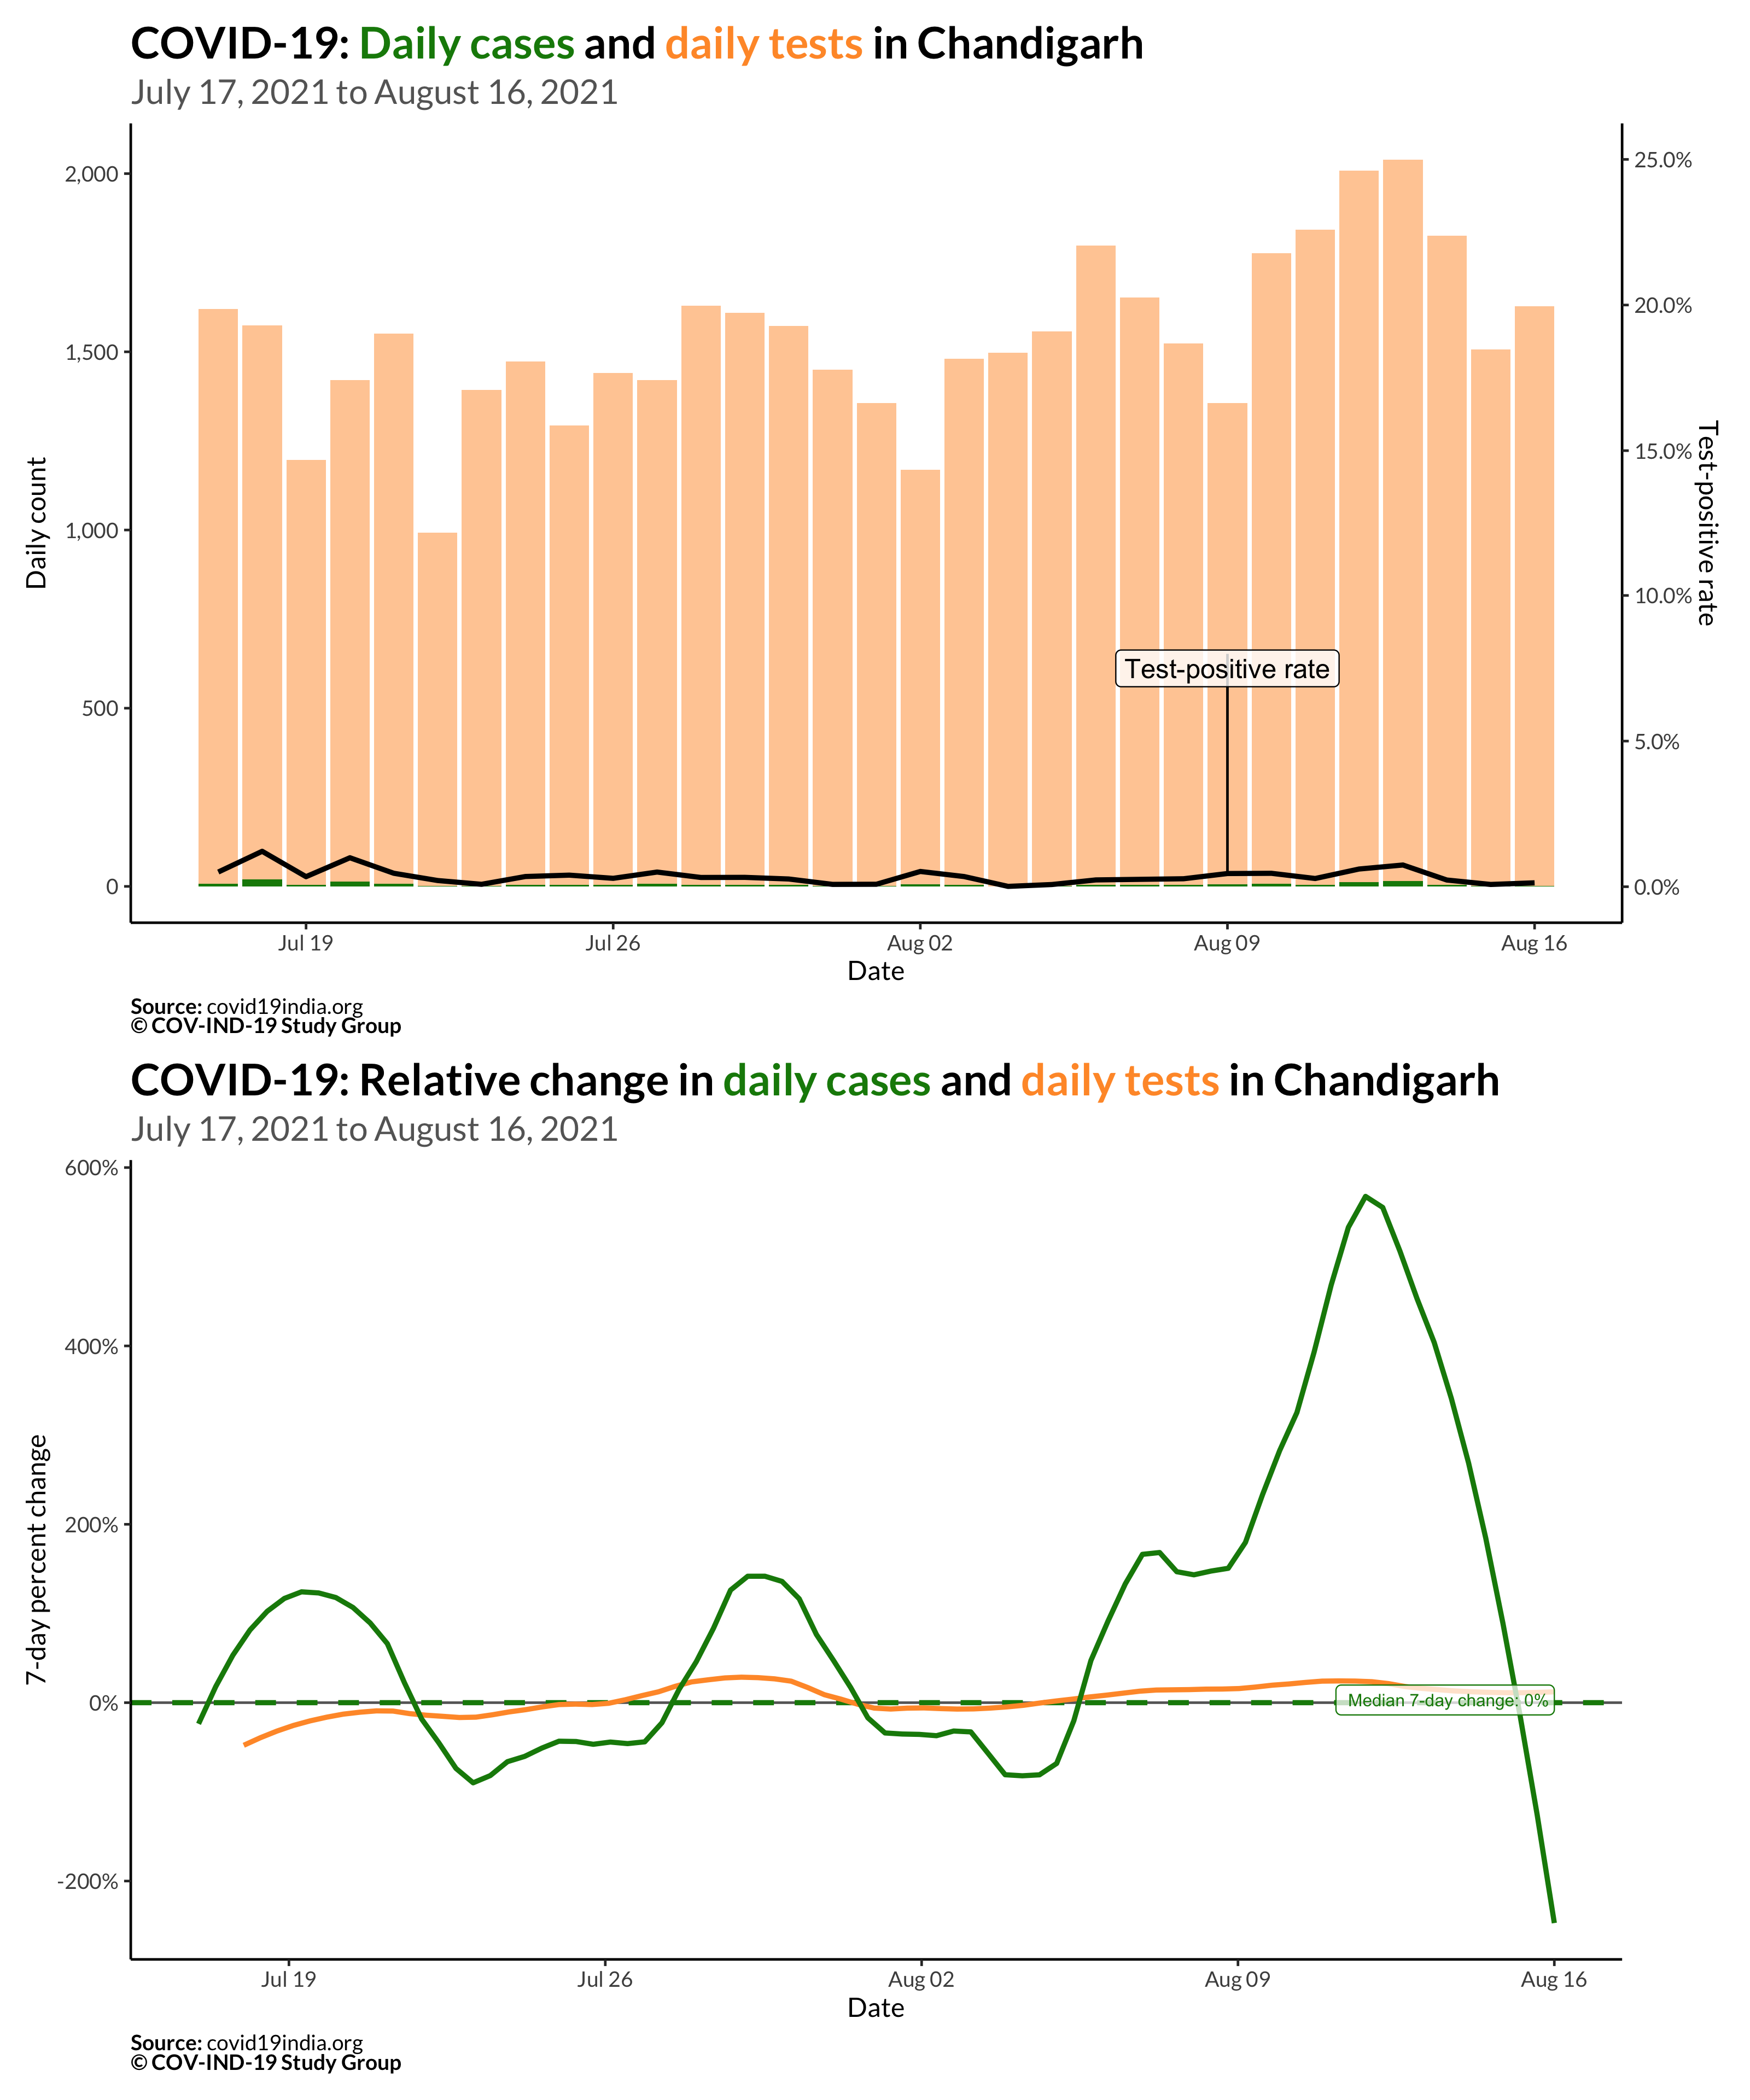 COVID-19: Daily cases and daily tests in Chandigarh
July 17, 2021 to August 16, 2021
Daily count
2,000
1,500
1,000
500
0
25.0%
20.0%
15.0%
10.0%
5.0%
0.0%
Test-positive rate
Test-positive rate
Jul 19
Jul 26
Aug 02
Aug 09
Aug 16
Date
Source: covid19india.org
© COV-IND-19 Study Group
COVID-19: Relative change in daily cases and daily tests in Chandigarh
July 17, 2021 to August 16, 2021
7-day percent change
600%
400%
200%
0%
-200%
Median 7-day change: 0%
Jul 19
Jul 26
Aug 02
Aug 09
Aug 16
Date
Source: covid19india.org
© COV-IND-19 Study Group